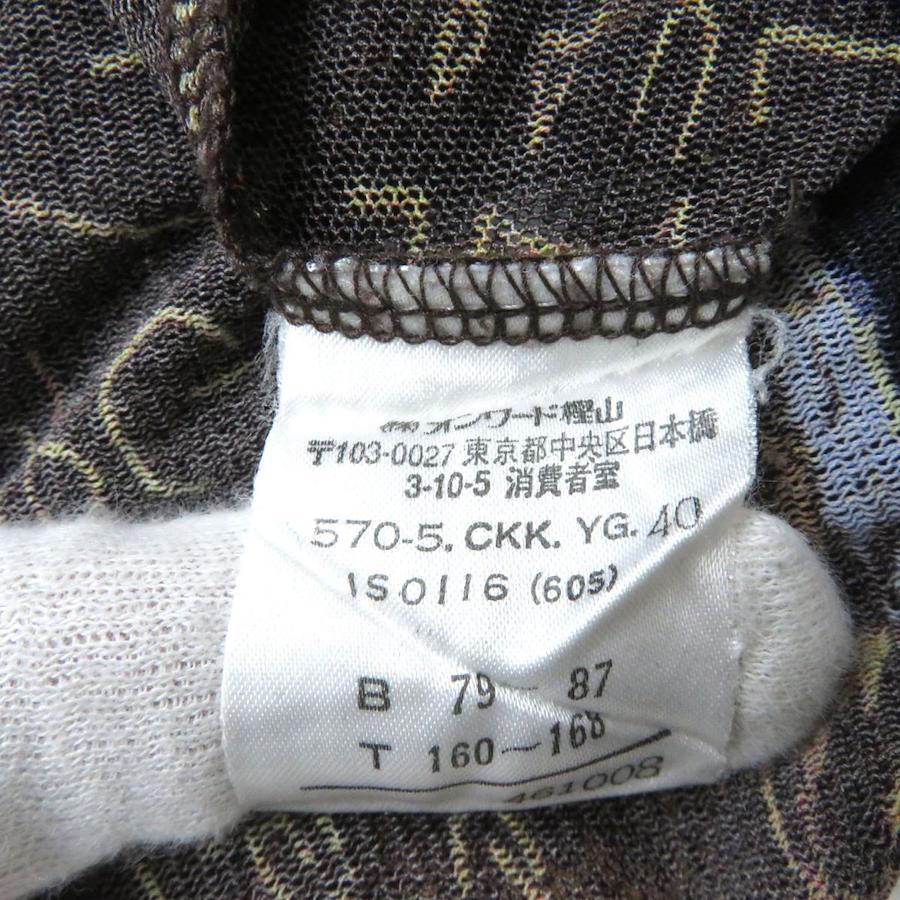 ㈱オンワード樫山
〒103-0027 東京都中央区日本橋
3-10-5 消費者室
570-5. CKK. YG. 40
ISO116 (605)
B 79 - 87
T 160〜168
461008